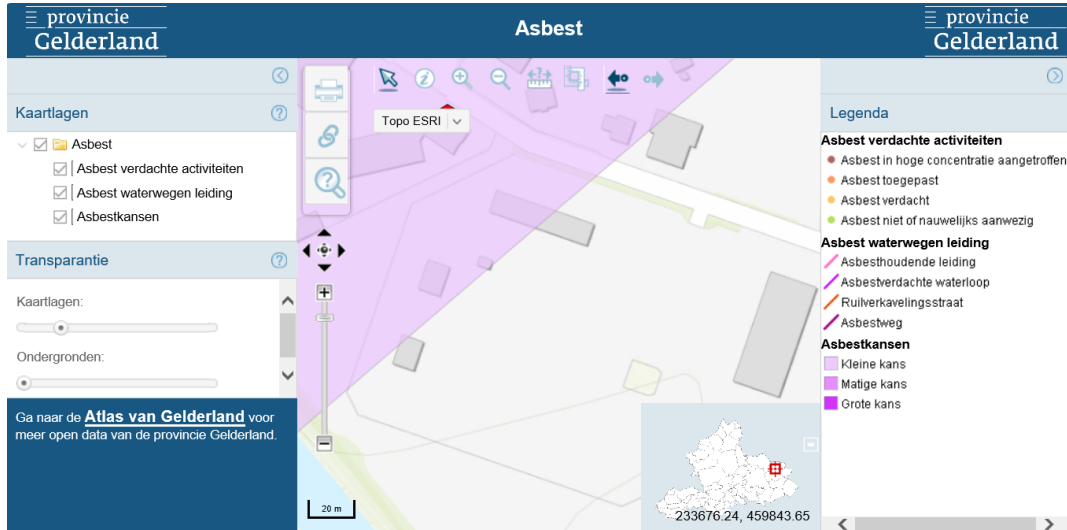 provincie
Gelderland
Asbest
provincie
Gelderland
Kaartlagen
Asbest
Asbest verdachte activiteiten
Asbest waterwegen leiding
Asbestkansen
Transparantie
Kaartlagen:
Ondergronden:
Ga naar de Atlas van Gelderland voor
meer open data van de provincie Gelderland.
Topo ESRI
20 m
233676.24, 459843.65
Legenda
Asbest verdachte activiteiten
Asbest in hoge concentratie aangetroffen
Asbest toegepast
Asbest verdacht
Asbest niet of nauwelijks aanwezig
Asbest waterwegen leiding
Asbesthoudende leiding
Asbestverdachte waterloop
Ruilverkavelingsstraat
Asbestweg
Asbestkansen
Kleine kans
Matige kans
Grote kans